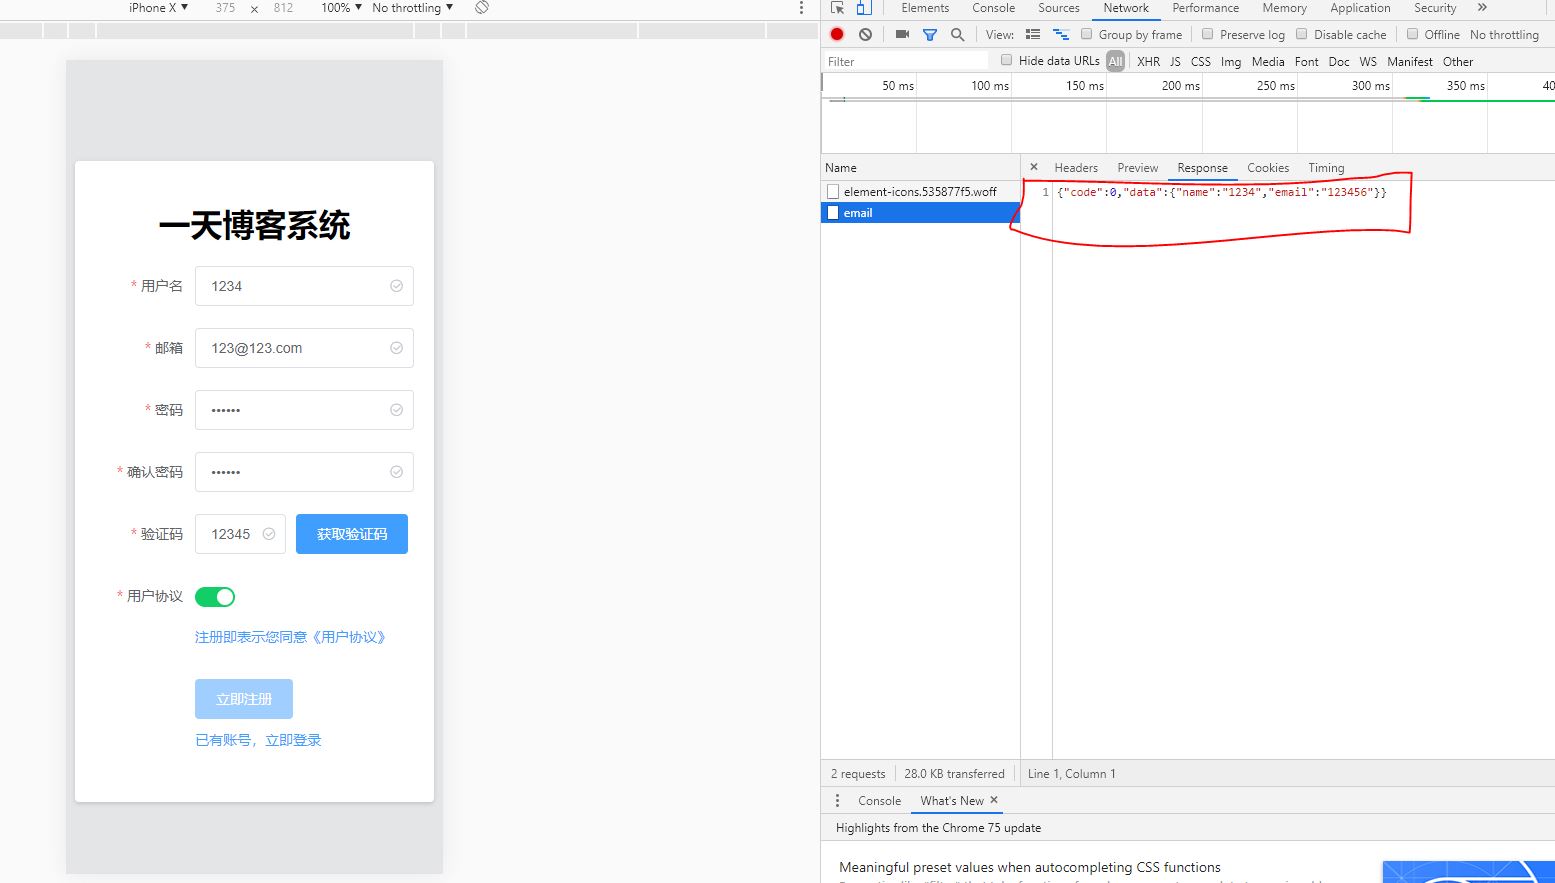 iPhone X ▼ 375 × 812 100% ▼ No throttling ▼
Elements Console Sources Network Performance Memory Application Security »
View: Group by frame Preserve log Disable cache Offline No throttling
Filter Hide data URLs All XHR JS CSS Img Media Font Doc WS Manifest Other
50 ms 100 ms 150 ms 200 ms 250 ms 300 ms 350 ms 40
Name
× Headers Preview Response Cookies Timing
element-icons.535877f5.woff
email
1 {"code":0,"data":{"name":"1234","email":"123456"}}
一天博客系统
* 用户名 1234
* 邮箱 123@123.com
* 密码 ••••••
* 确认密码 ••••••
* 验证码 12345 获取验证码
* 用户协议
注册即表示您同意《用户协议》
立即注册
已有账号，立即登录
2 requests 28.0 KB transferred Line 1, Column 1
Console What's New ×
Highlights from the Chrome 75 update
Meaningful preset values when autocompleting CSS functions